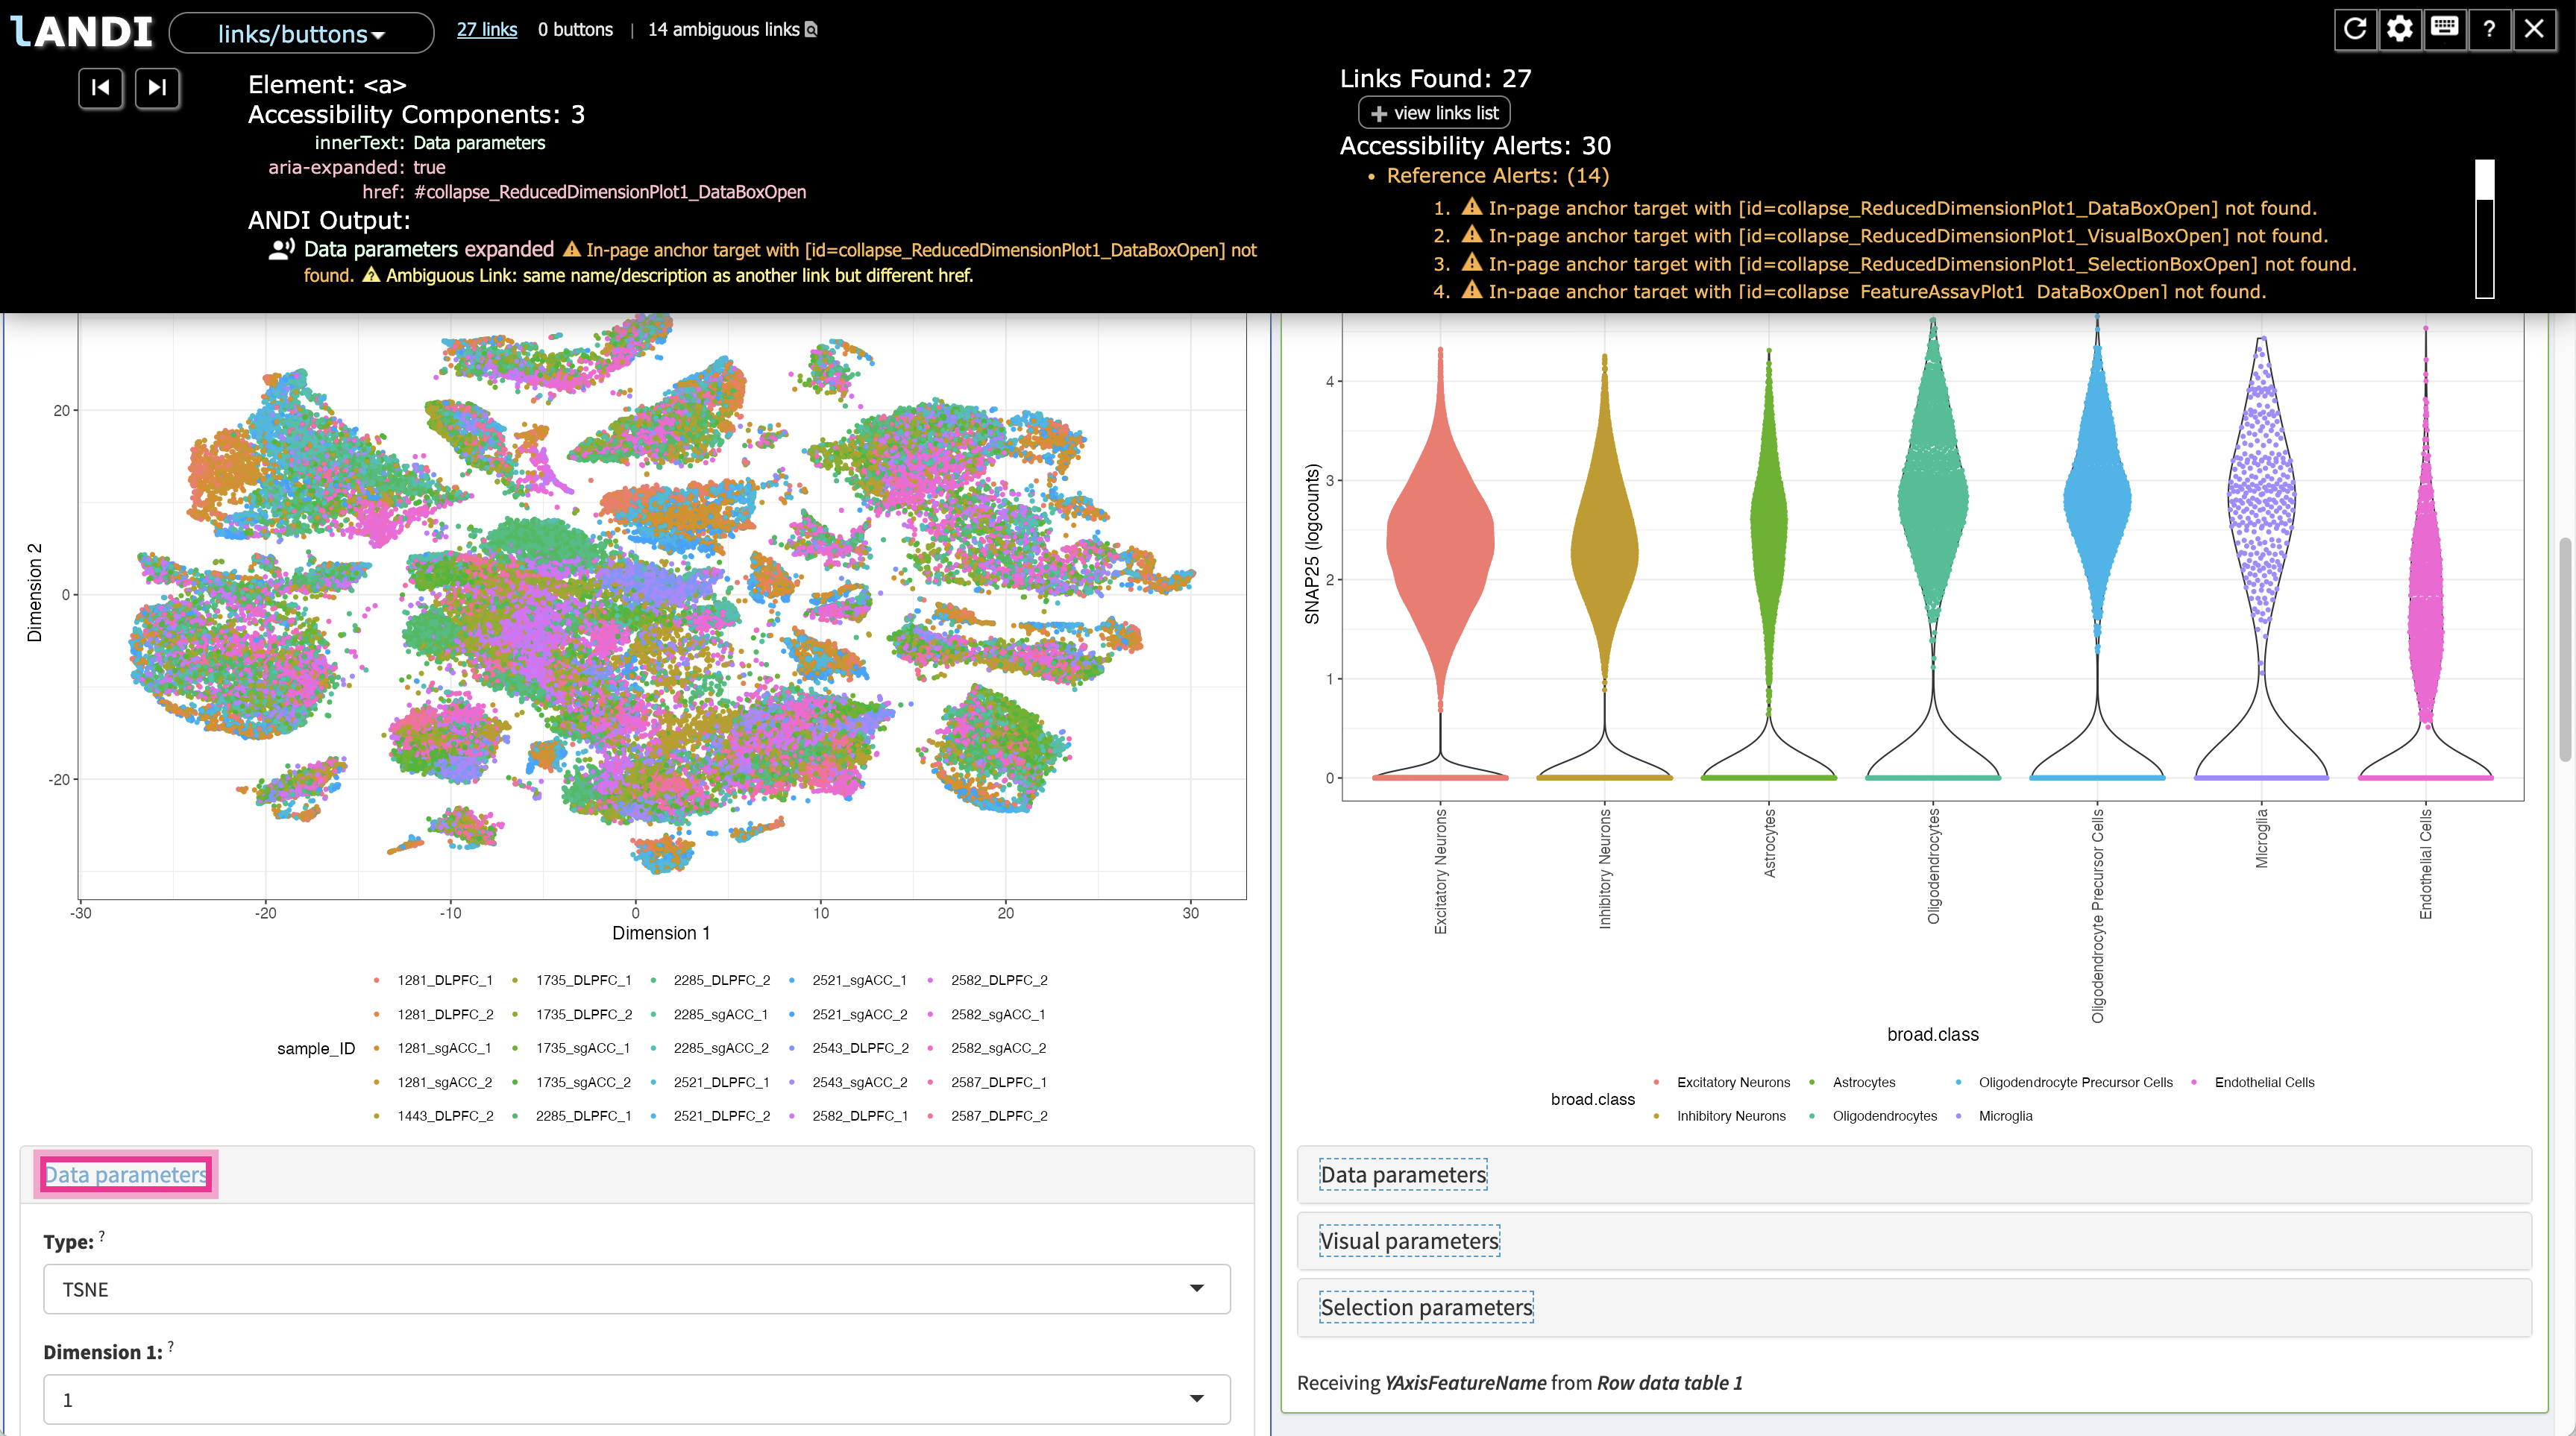 lANDI
links/buttons
27 links 0 buttons | 14 ambiguous links
?
Element: <a>
Accessibility Components: 3
innerText: Data parameters
aria-expanded: true
href: #collapse_ReducedDimensionPlot1_DataBoxOpen
ANDI Output:
Data parameters expanded In-page anchor target with [id=collapse_ReducedDimensionPlot1_DataBoxOpen] not
found. Ambiguous Link: same name/description as another link but different href.
Links Found: 27
+ view links list
Accessibility Alerts: 30
• Reference Alerts: (14)
1. In-page anchor target with [id=collapse_ReducedDimensionPlot1_DataBoxOpen] not found.
2. In-page anchor target with [id=collapse_ReducedDimensionPlot1_VisualBoxOpen] not found.
3. In-page anchor target with [id=collapse_ReducedDimensionPlot1_SelectionBoxOpen] not found.
4. In-page anchor target with [id=collapse_FeatureAssayPlot1_DataBoxOpen] not found.
Dimension 2
20
0
-20
-30 -20 -10 0 10 20 30
Dimension 1
sample_ID
1281_DLPFC_1 1735_DLPFC_1 2285_DLPFC_2 2521_sgACC_1 2582_DLPFC_2
1281_DLPFC_2 1735_DLPFC_2 2285_sgACC_1 2521_sgACC_2 2582_sgACC_1
1281_sgACC_1 1735_sgACC_1 2285_sgACC_2 2543_DLPFC_2 2582_sgACC_2
1281_sgACC_2 1735_sgACC_2 2521_DLPFC_1 2543_sgACC_2 2587_DLPFC_1
1443_DLPFC_2 2285_DLPFC_1 2521_DLPFC_2 2582_DLPFC_1 2587_DLPFC_2
Data parameters
Type: ?
TSNE
Dimension 1: ?
1
SNAP25 (logcounts)
4
3
2
1
0
Excitatory Neurons
Inhibitory Neurons
Astrocytes
Oligodendrocytes
Oligodendrocyte Precursor Cells
Microglia
Endothelial Cells
broad.class
broad.class
Excitatory Neurons Astrocytes Oligodendrocyte Precursor Cells Endothelial Cells
Inhibitory Neurons Oligodendrocytes Microglia
Data parameters
Visual parameters
Selection parameters
Receiving YAxisFeatureName from Row data table 1